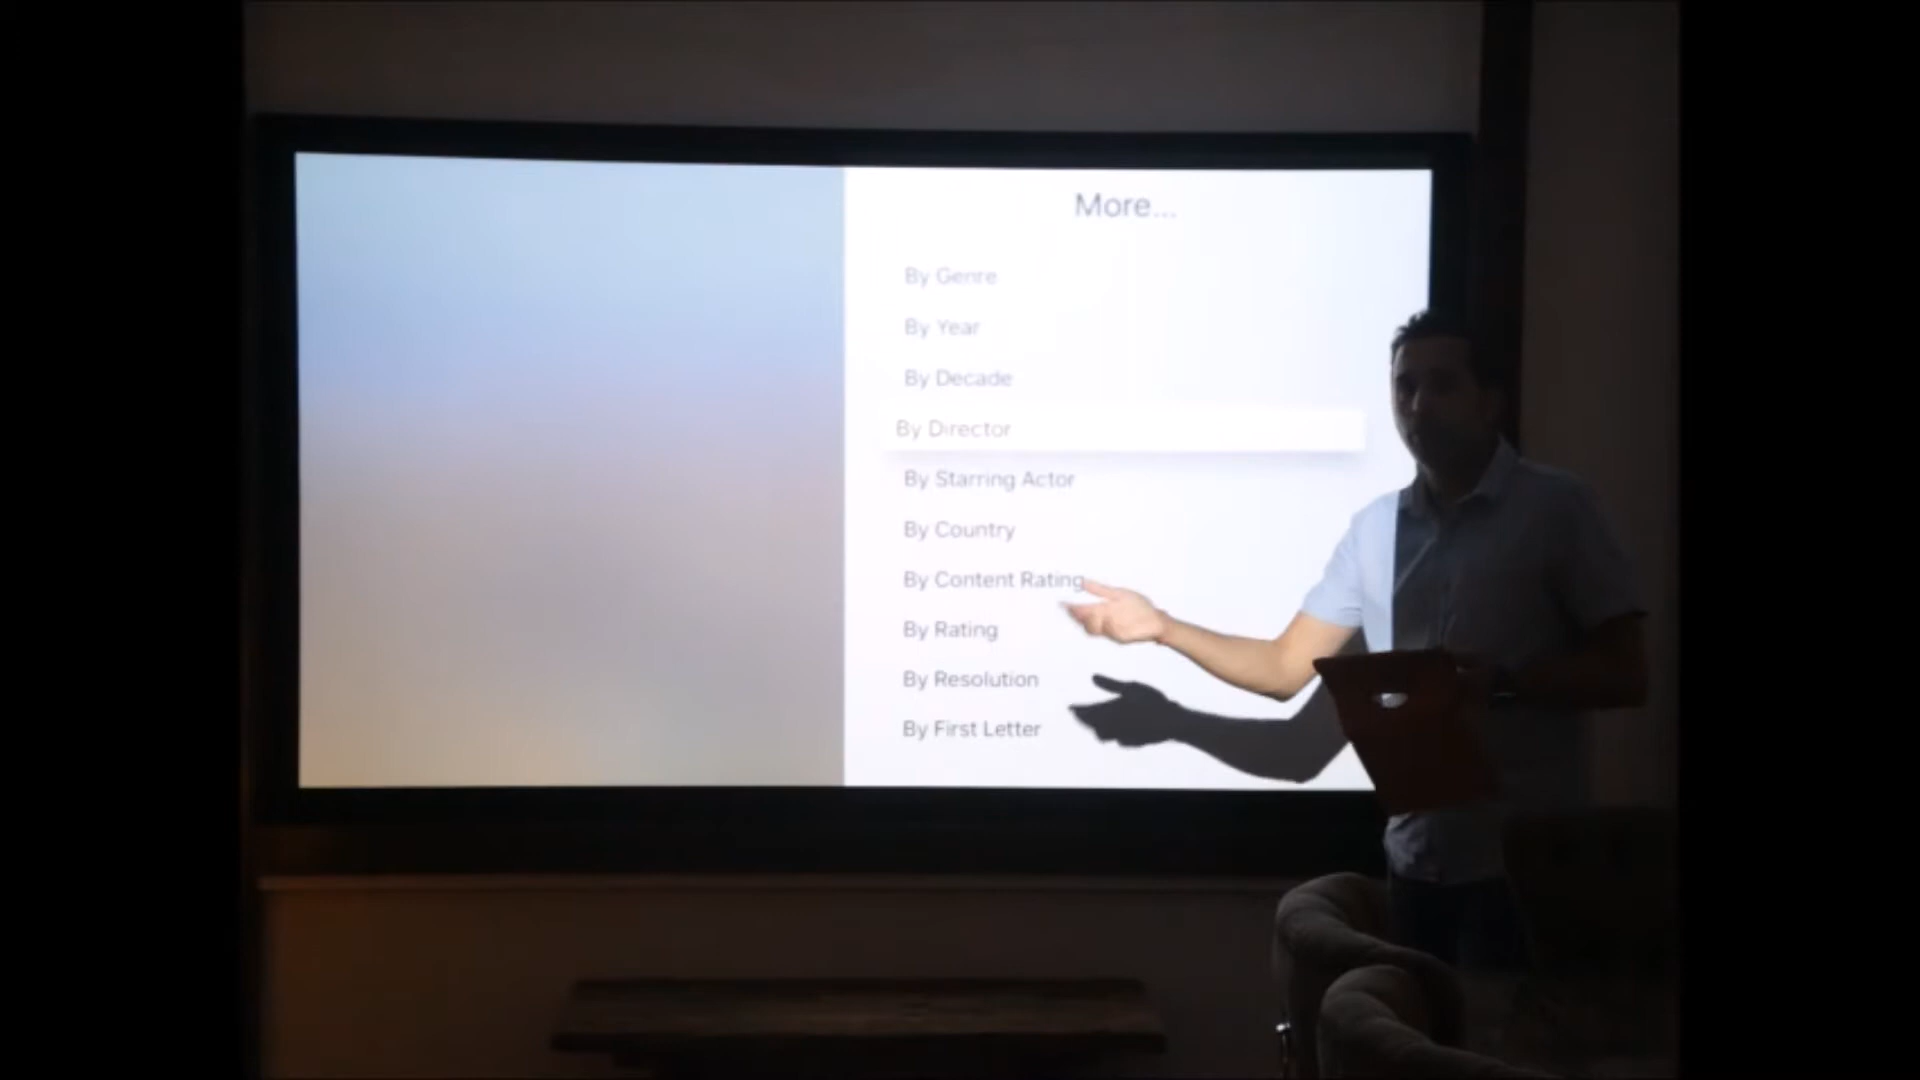 More...
By Genre
By Year
By Decade
By Director
By Starring Actor
By Country
By Content Rating
By Rating
By Resolution
By First Letter